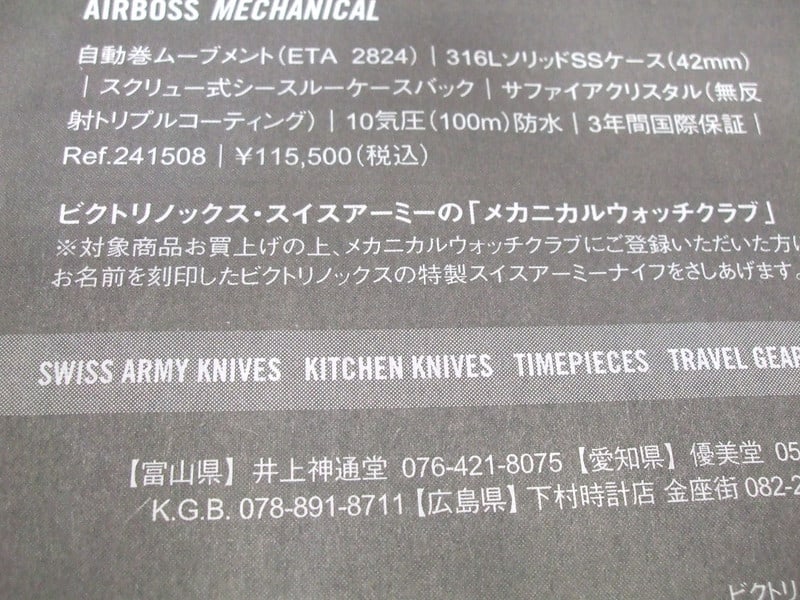 AIRBOSS MECHANICAL
自動巻ムーブメント(ETA 2824)｜316LソリッドSSケース(42mm)
｜スクリュー式シースルーケースバック｜サファイアクリスタル(無反
射トリプルコーティング)｜10気圧(100m)防水｜3年間国際保証｜
Ref.241508｜¥115,500(税込)
ビクトリノックス・スイスアーミーの「メカニカルウォッチクラブ」
※対象商品お買上げの上、メカニカルウォッチクラブにご登録いただいた方い
お名前を刻印したビクトリノックスの特製スイスアーミーナイフをさしあげます。
SWISS ARMY KNIVES KITCHEN KNIVES TIMEPIECES TRAVEL GEAR
【富山県】井上神通堂 076-421-8075【愛知県】優美堂 05
／K.G.B. 078-891-8711【広島県】下村時計店 金座街 082-2
ビクトリ